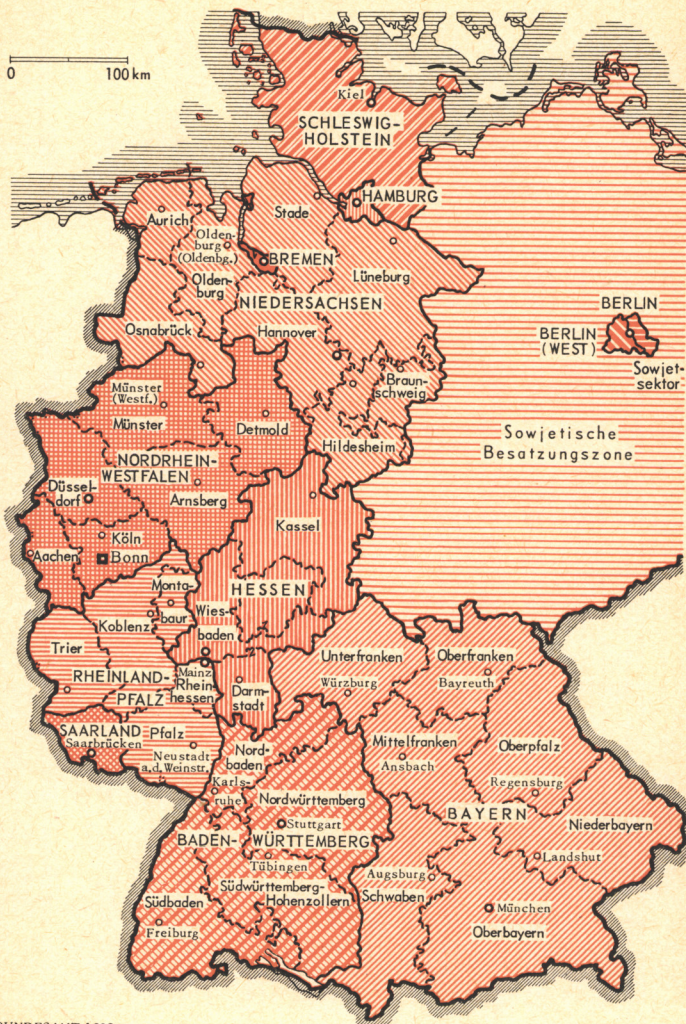 0
100 km
Kiel
SCHLESWIG-
HOLSTEIN
HAMBURG
Aurich
Stade
Olden-
burg
(Oldenbg.)
BREMEN
Lüneburg
Olden-
burg
NIEDERSACHSEN
Osnabrück
Hannover
BERLIN
BERLIN
(WEST)
Sowjet-
sektor
Braun-
schweig
Münster
(Westf.)
Münster
Detmold
Hildesheim
Sowjetische
Besatzungszone
NORDRHEIN-
WESTFALEN
Düssel-
dorf
Arnsberg
Kassel
Köln
Aachen
Bonn
HESSEN
Monta-
baur
Wies-
baden
Koblenz
Trier
Unterfranken
Oberfranken
RHEINLAND-
PFALZ
Mainz
Rhein-
hessen
Darm-
stadt
Würzburg
Bayreuth
SAARLAND
Saarbrücken
Pfalz
Neustadt
a.d. Weinstr.
Nord-
baden
Mittelfranken
Ansbach
Oberpfalz
Karls-
ruhe
Nordwürttemberg
Regensburg
Stuttgart
BAYERN
Niederbayern
BADEN-
WÜRTTEMBERG
Tübingen
Landshut
Augsburg
Schwaben
Südwürttemberg-
Hohenzollern
Südbaden
Freiburg
München
Oberbayern